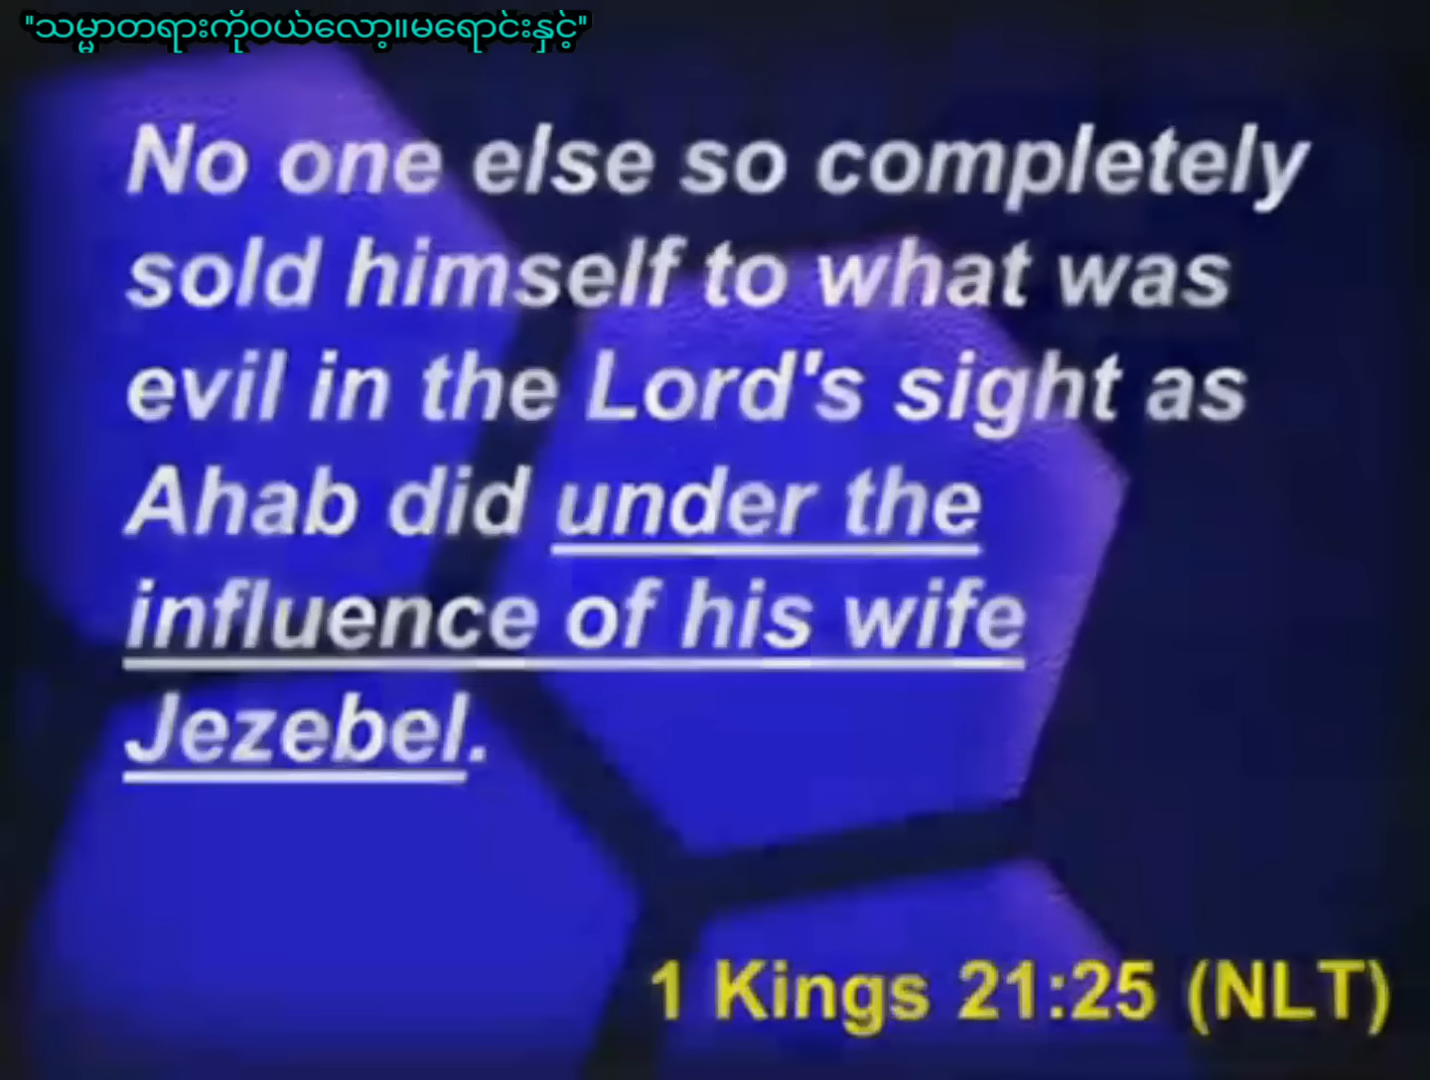 "သမ္မာတရားကိုဝယ်လော့။မရောင်းနှင့်"
No one else so completely
sold himself to what was
evil in the Lord's sight as
Ahab did under the
influence of his wife
Jezebel.
1 Kings 21:25 (NLT)